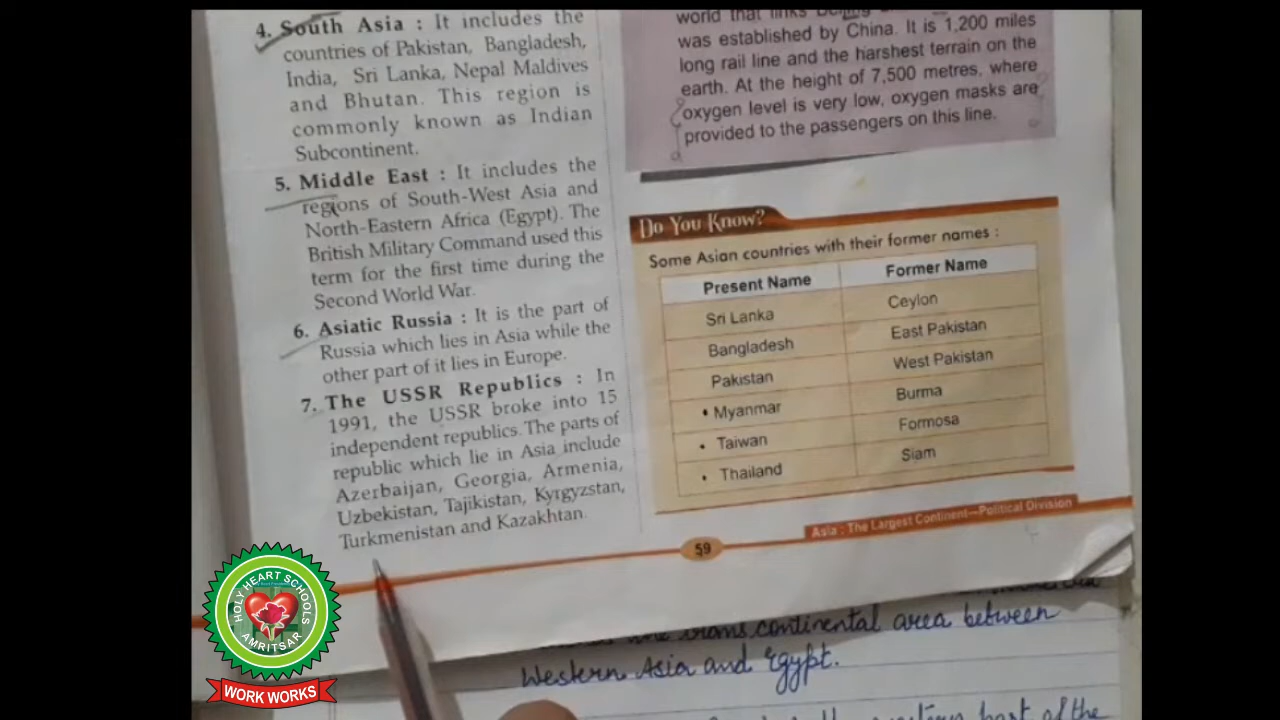 4. South Asia : It includes the
countries of Pakistan, Bangladesh,
India, Sri Lanka, Nepal Maldives
and Bhutan. This region is
commonly known as Indian
Subcontinent.
5. Middle East : It includes the
regions of South-West Asia and
North-Eastern Africa (Egypt). The
British Military Command used this
term for the first time during the
Second World War.
6. Asiatic Russia : It is the part of
Russia which lies in Asia while the
other part of it lies in Europe.
7. The USSR Republics : In
1991, the USSR broke into 15
independent republics. The parts of
republic which lie in Asia include
Azerbaijan, Georgia, Armenia,
Uzbekistan, Tajikistan, Kyrgyzstan,
Turkmenistan and Kazakhtan.
world that links Beijing
was established by China. It is 1,200 miles
long rail line and the harshest terrain on the
earth. At the height of 7,500 metres, where
oxygen level is very low, oxygen masks are
provided to the passengers on this line.
Do You Know?
Some Asian countries with their former names :
Present Name Former Name
Sri Lanka Ceylon
Bangladesh East Pakistan
Pakistan West Pakistan
• Myanmar Burma
• Taiwan Formosa
• Thailand Siam
59
Asia : The Largest Continent—Political Division
trans continental area between
Western Asia and Egypt.
part of the
HOLY HEART SCHOOLS
AMRITSAR
WORK WORKS